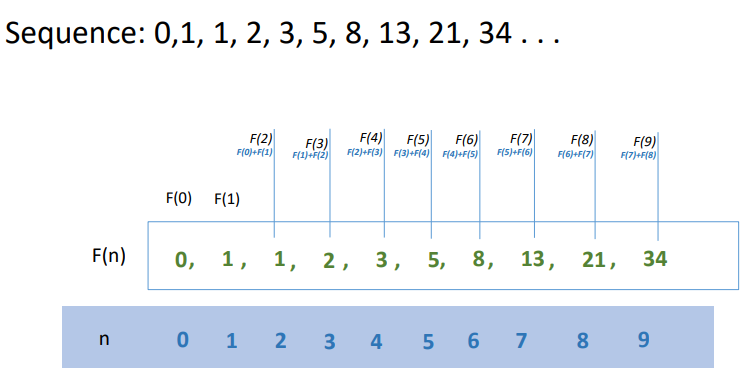 Sequence: 0,1, 1, 2, 3, 5, 8, 13, 21, 34 . . .
F(2) F(3) F(4) F(5) F(6) F(7) F(8) F(9)
F(0)+F(1) F(1)+F(2) F(2)+F(3) F(3)+F(4) F(4)+F(5) F(5)+F(6) F(6)+F(7) F(7)+F(8)
F(0) F(1)
F(n) 0, 1 , 1 , 2 , 3 , 5, 8, 13 , 21 , 34
n 0 1 2 3 4 5 6 7 8 9